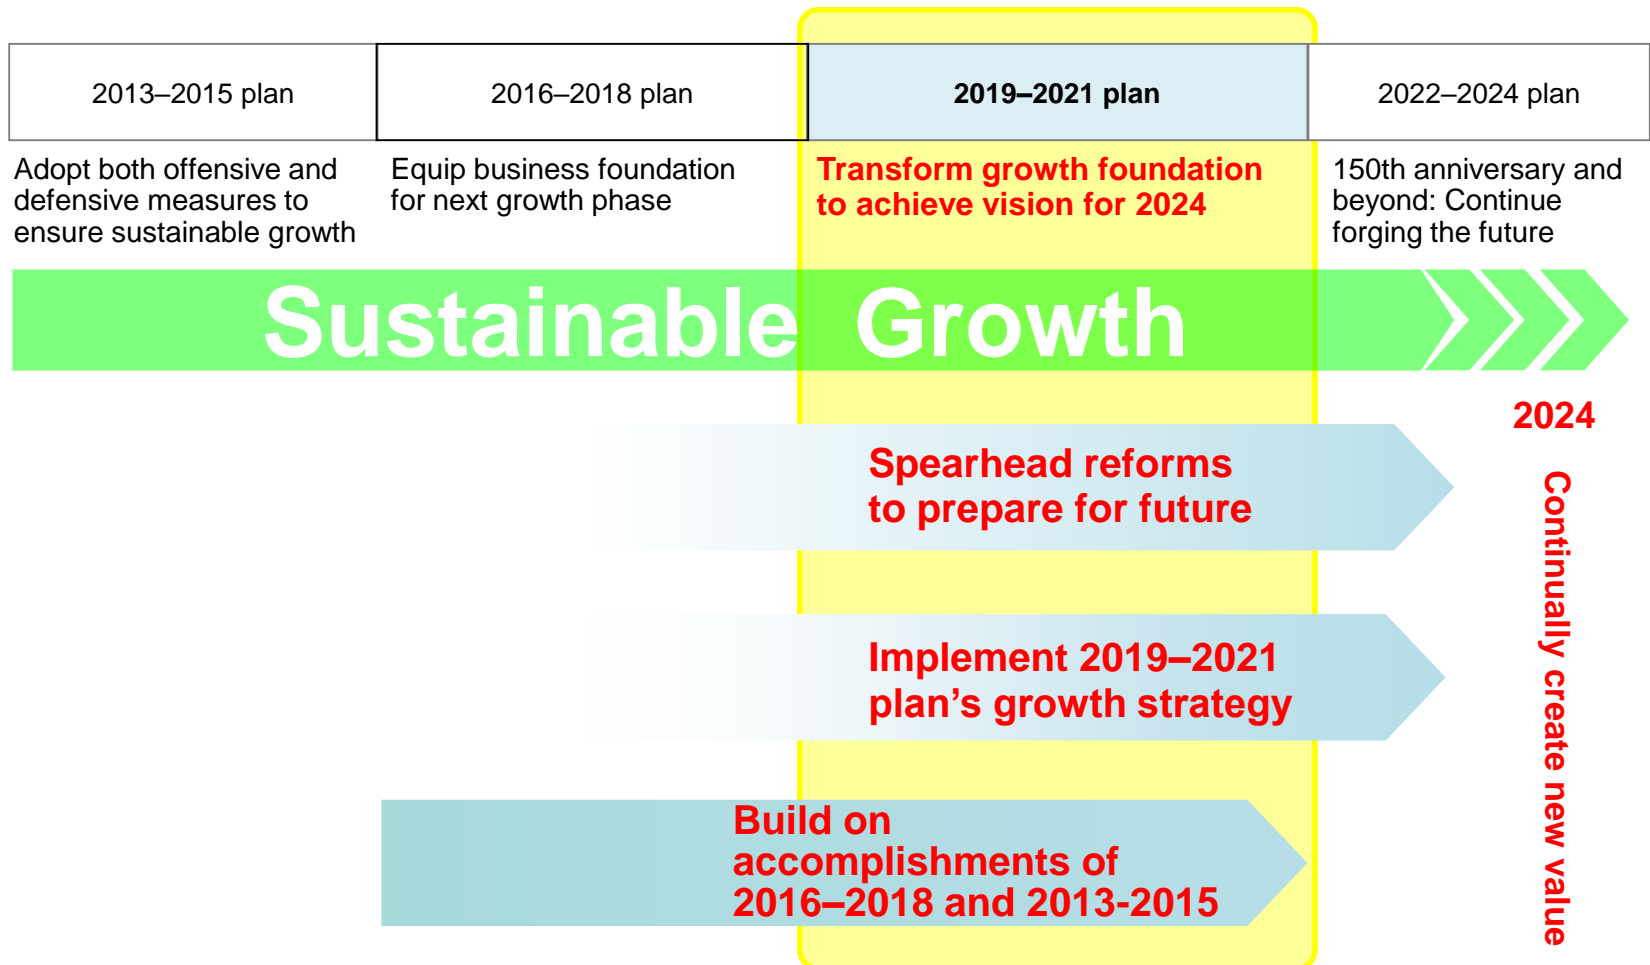 2013–2015 plan
2016–2018 plan
2019–2021 plan
2022–2024 plan
Adopt both offensive and
defensive measures to
ensure sustainable growth
Equip business foundation
for next growth phase
Transform growth foundation
to achieve vision for 2024
150th anniversary and
beyond: Continue
forging the future
Sustainable Growth
2024
Spearhead reforms
to prepare for future
Implement 2019–2021
plan’s growth strategy
Build on
accomplishments of
2016–2018 and 2013-2015
Continually create new value